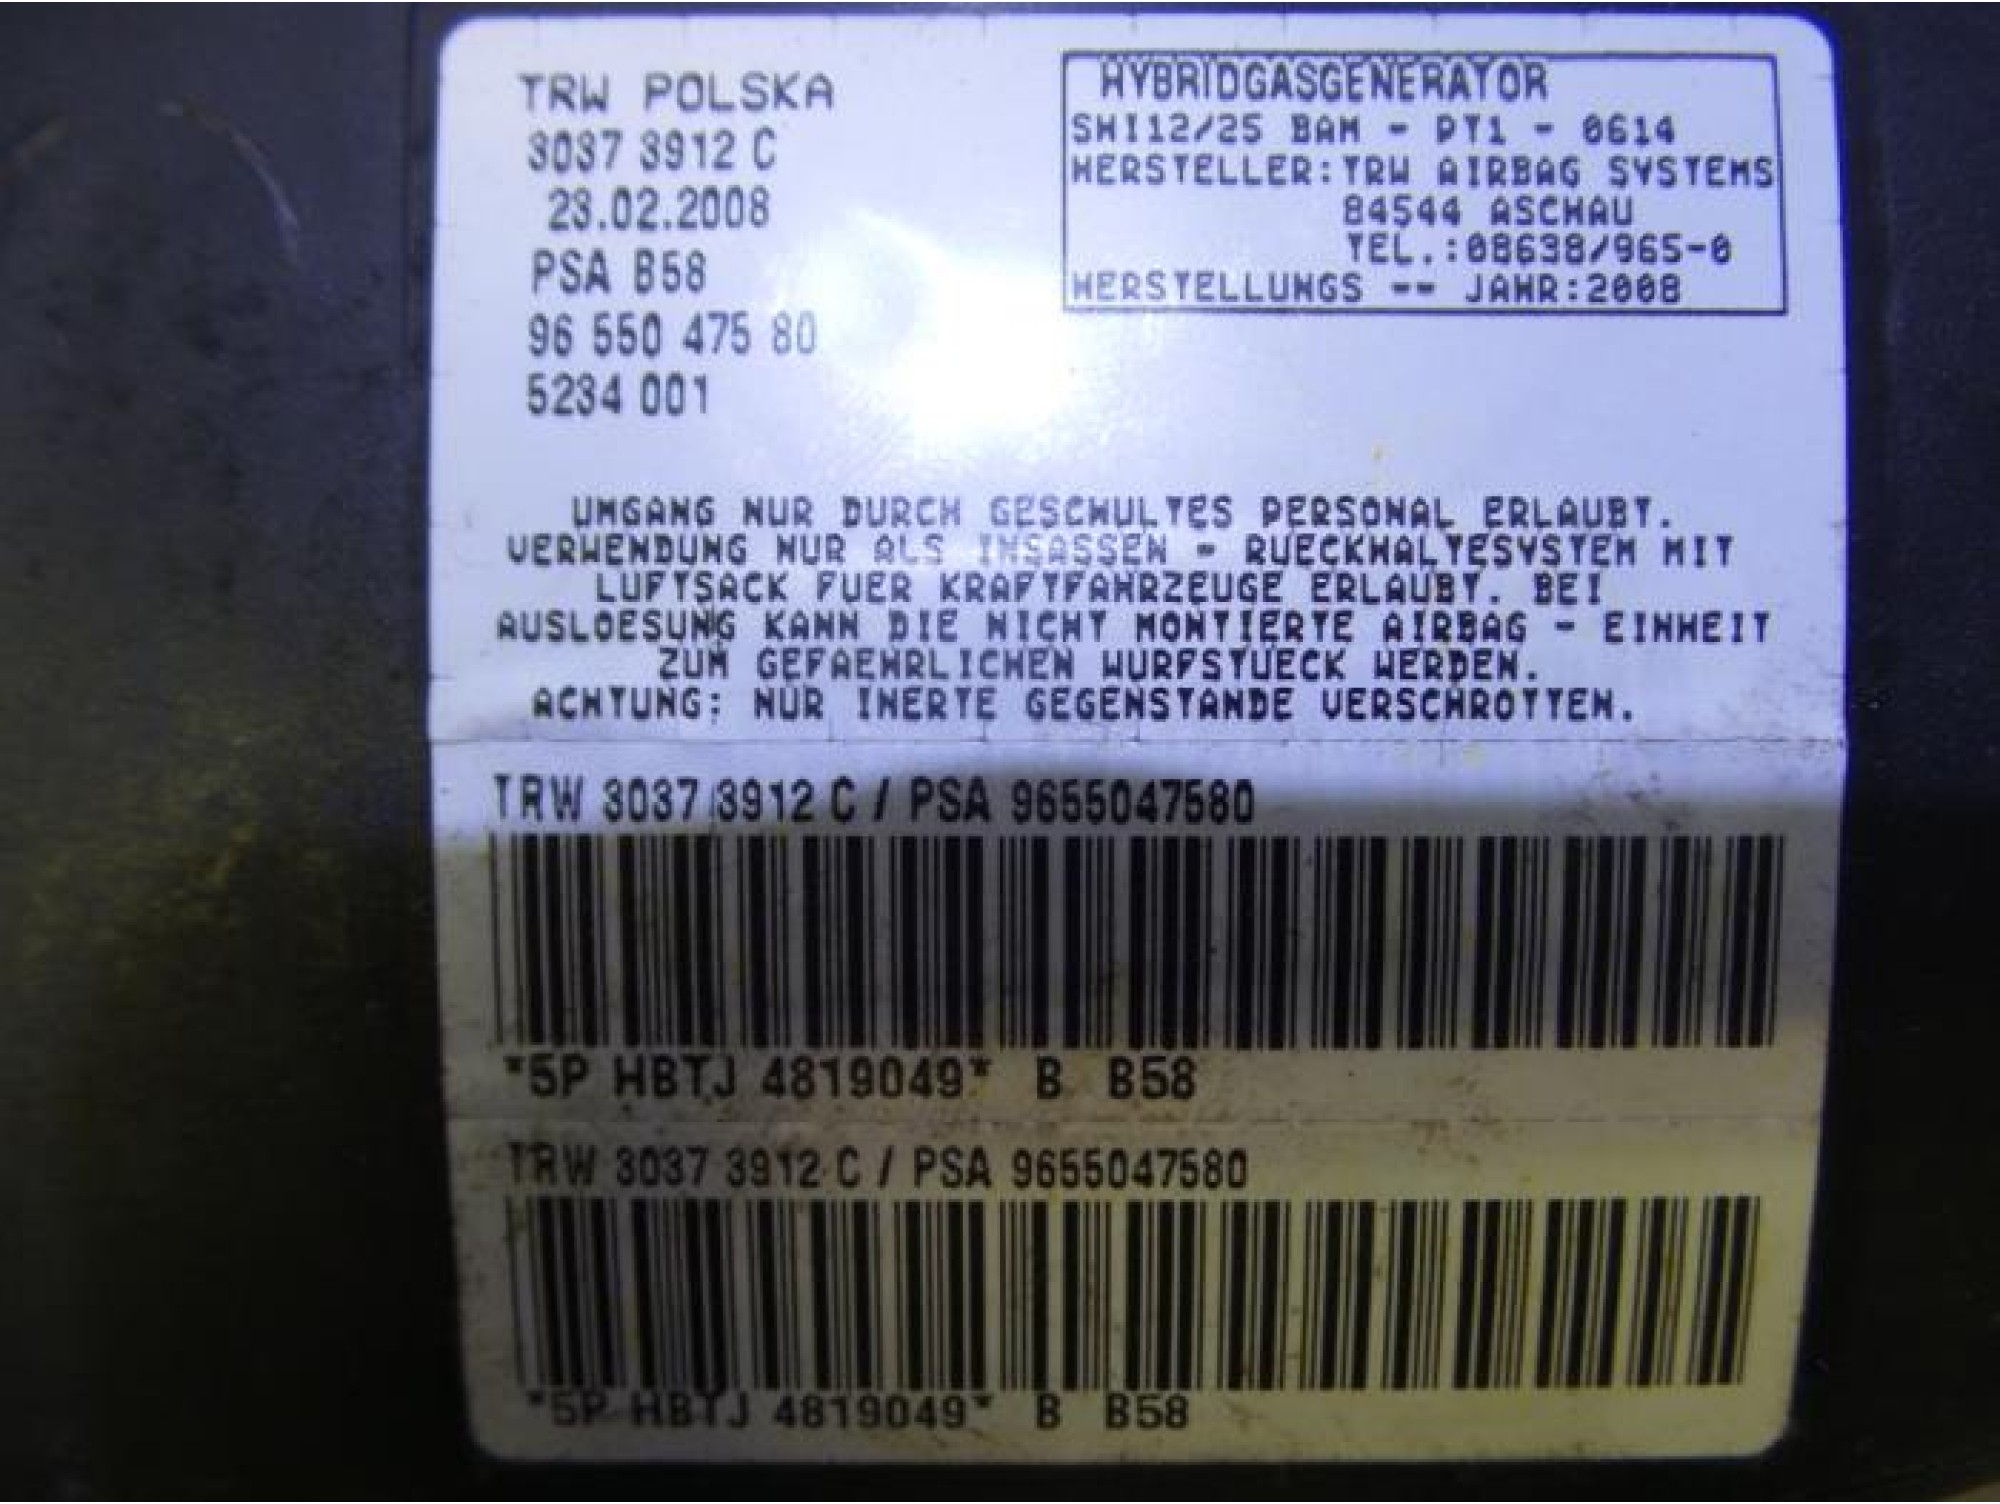 TRW POLSKA
3037 3912 C
23.02.2008
PSA B58
96 550 475 80
5234 001
HYBRIDGASGENERATOR
SHI12/25 BAM - PT1 - 0614
HERSTELLER:TRW AIRBAG SYSTEMS
84544 ASCHAU
TEL.:08638/965-0
HERSTELLUNGS -- JAHR:2008
UMGANG NUR DURCH GESCHULTES PERSONAL ERLAUBT.
VERWENDUNG NUR ALS INSASSEN - RUECKHALTESYSTEM MIT
LUFTSACK FUER KRAFTFAHRZEUGE ERLAUBT. BEI
AUSLOESUNG KANN DIE NICHT MONTIERTE AIRBAG - EINHEIT
ZUM GEFAEHRLICHEN WURFSTUECK WERDEN.
ACHTUNG: NUR INERTE GEGENSTANDE VERSCHROTTEN.
TRW 3037 3912 C / PSA 9655047580
*5P HBTJ 4819049* B B58
TRW 3037 3912 C / PSA 9655047580
*5P HBTJ 4819049* B B58